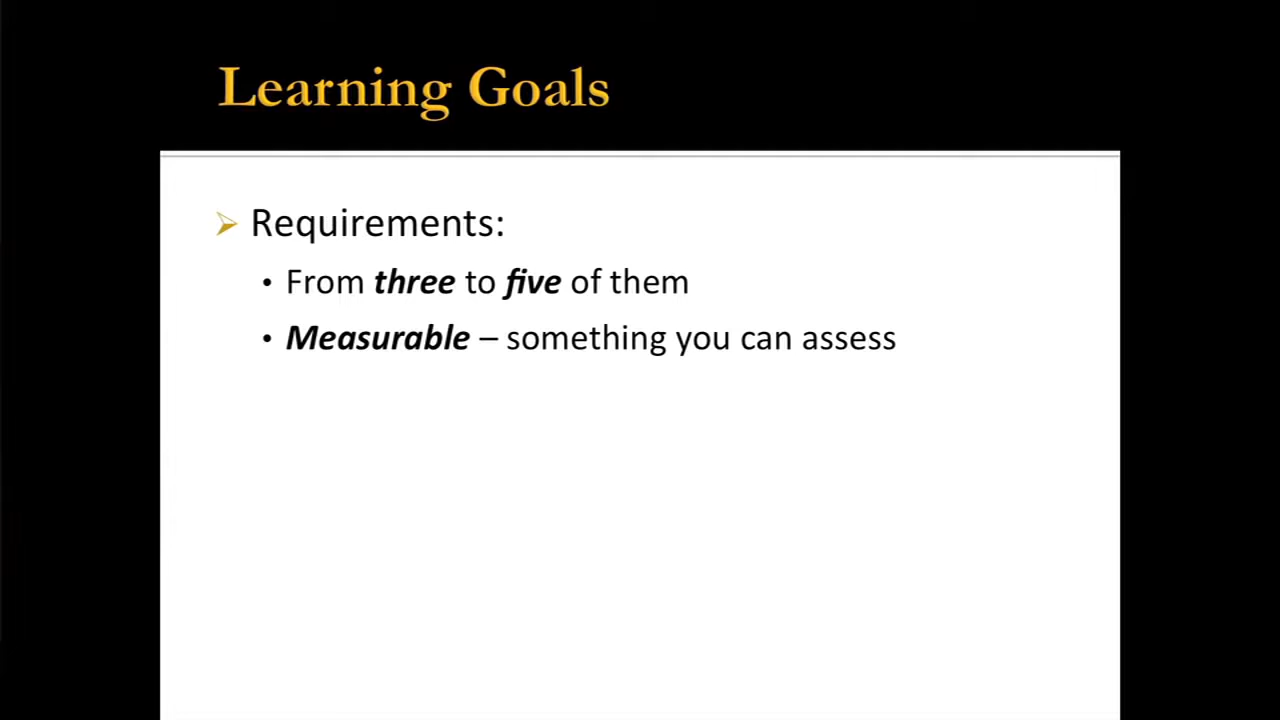 Learning Goals
Requirements:
• From three to five of them
• Measurable – something you can assess